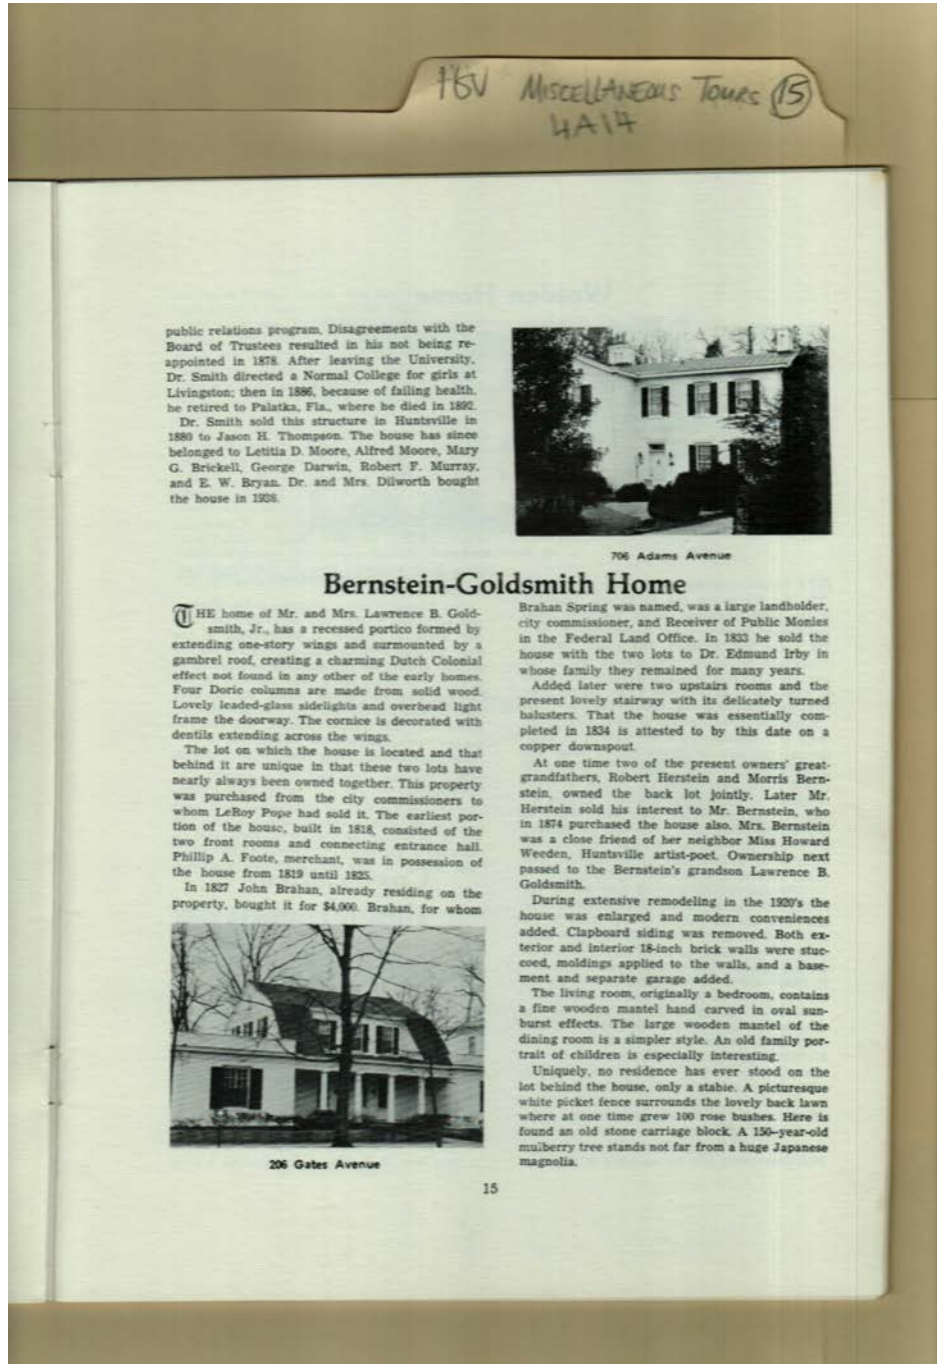 MISCELLANEOUS TOURS 15
4A14
public relations program. Disagreements with the
Board of Trustees resulted in his not being re-
appointed in 1878. After leaving the University,
Dr. Smith directed a Normal College for girls at
Livingston; then in 1886, because of failing health,
he retired to Palatka, Fla., where he died in 1892.
Dr. Smith sold this structure in Huntsville in
1880 to Jason H. Thompson. The house has since
belonged to Letitia D. Moore, Alfred Moore, Mary
G. Brickell, George Darwin, Robert F. Murray,
and E. W. Bryan. Dr. and Mrs. Dilworth bought
the house in 1938.
706 Adams Avenue
Bernstein-Goldsmith Home
THE home of Mr. and Mrs. Lawrence B. Gold-
smith, Jr., has a recessed portico formed by
extending one-story wings and surmounted by a
gambrel roof, creating a charming Dutch Colonial
effect not found in any other of the early homes.
Four Doric columns are made from solid wood.
Lovely leaded-glass sidelights and overhead light
frame the doorway. The cornice is decorated with
dentils extending across the wings.
The lot on which the house is located and that
behind it are unique in that these two lots have
nearly always been owned together. This property
was purchased from the city commissioners to
whom LeRoy Pope had sold it. The earliest por-
tion of the house, built in 1818, consisted of the
two front rooms and connecting entrance hall.
Phillip A. Foote, merchant, was in possession of
the house from 1819 until 1825.
In 1827 John Brahan, already residing on the
property, bought it for $4,000. Brahan, for whom
206 Gates Avenue
Brahan Spring was named, was a large landholder,
city commissioner, and Receiver of Public Monies
in the Federal Land Office. In 1833 he sold the
house with the two lots to Dr. Edmund Irby in
whose family they remained for many years.
Added later were two upstairs rooms and the
present lovely stairway with its delicately turned
balusters. That the house was essentially com-
pleted in 1834 is attested to by this date on a
copper downspout.
At one time two of the present owners' great-
grandfathers, Robert Herstein and Morris Bern-
stein, owned the back lot jointly. Later Mr.
Herstein sold his interest to Mr. Bernstein, who
in 1874 purchased the house also. Mrs. Bernstein
was a close friend of her neighbor Miss Howard
Weeden, Huntsville artist-poet. Ownership next
passed to the Bernstein's grandson Lawrence B.
Goldsmith.
During extensive remodeling in the 1920's the
house was enlarged and modern conveniences
added. Clapboard siding was removed. Both ex-
terior and interior 18-inch brick walls were stuc-
coed, moldings applied to the walls, and a base-
ment and separate garage added.
The living room, originally a bedroom, contains
a fine wooden mantel hand carved in oval sun-
burst effects. The large wooden mantel of the
dining room is a simpler style. An old family por-
trait of children is especially interesting.
Uniquely, no residence has ever stood on the
lot behind the house, only a stable. A picturesque
white picket fence surrounds the lovely back lawn
where at one time grew 100 rose bushes. Here is
found an old stone carriage block. A 150-year-old
mulberry tree stands not far from a huge Japanese
magnolia.
15